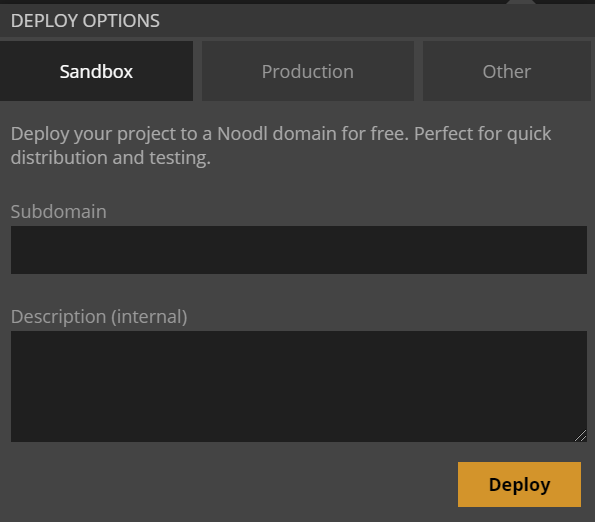 DEPLOY OPTIONS
Sandbox
Production
Other
Deploy your project to a Noodl domain for free. Perfect for quick
distribution and testing.
Subdomain
Description (internal)
Deploy